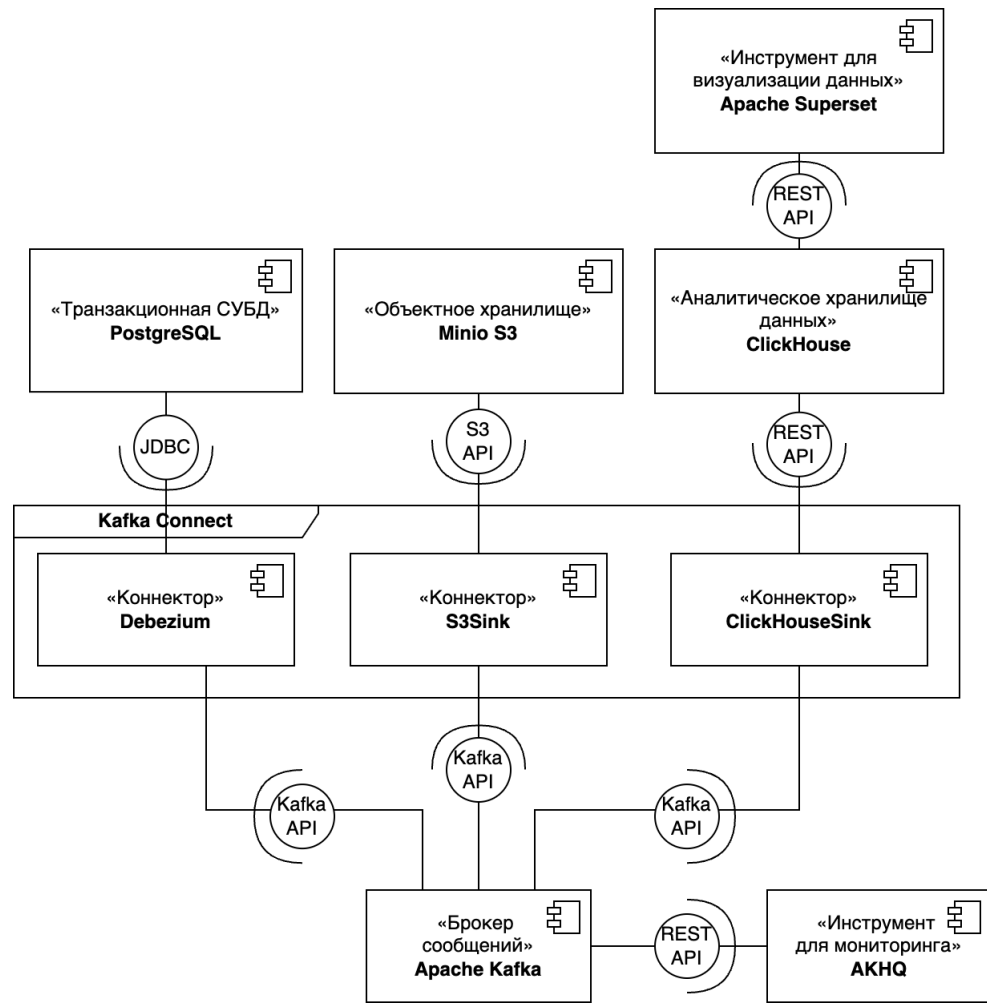 «Инструмент для
визуализации данных»
Apache Superset
REST
API
«Транзакционная СУБД»
PostgreSQL
«Объектное хранилище»
Minio S3
«Аналитическое хранилище
данных»
ClickHouse
JDBC
S3
API
REST
API
Kafka Connect
«Коннектор»
Debezium
«Коннектор»
S3Sink
«Коннектор»
ClickHouseSink
Kafka
API
Kafka
API
Kafka
API
«Брокер
сообщений»
Apache Kafka
REST
API
«Инструмент
для мониторинга»
AKHQ